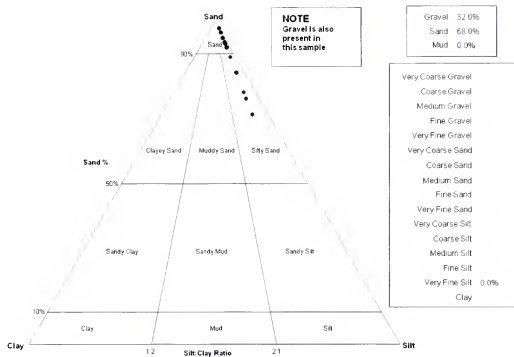 Sand
NOTE
Gravel is also
present in
this sample
Gravel 32.0%
Sand 68.0%
Mud 0.0%
Sand
90%
Very Coarse Gravel
Coarse Gravel
Medium Gravel
Fine Gravel
Very Fine Gravel
Very Coarse Sand
Coarse Sand
Medium Sand
Fine Sand
Very Fine Sand
Very Coarse Silt
Coarse Silt
Medium Silt
Fine Silt
Very Fine Silt 0.0%
Clay
Clayey Sand Muddy Sand Silty Sand
Sand %
50%
Sandy Clay Sandy Mud Sandy Silt
10%
Clay Mud Silt
Clay Silt
1:2 Silt:Clay Ratio 2:1